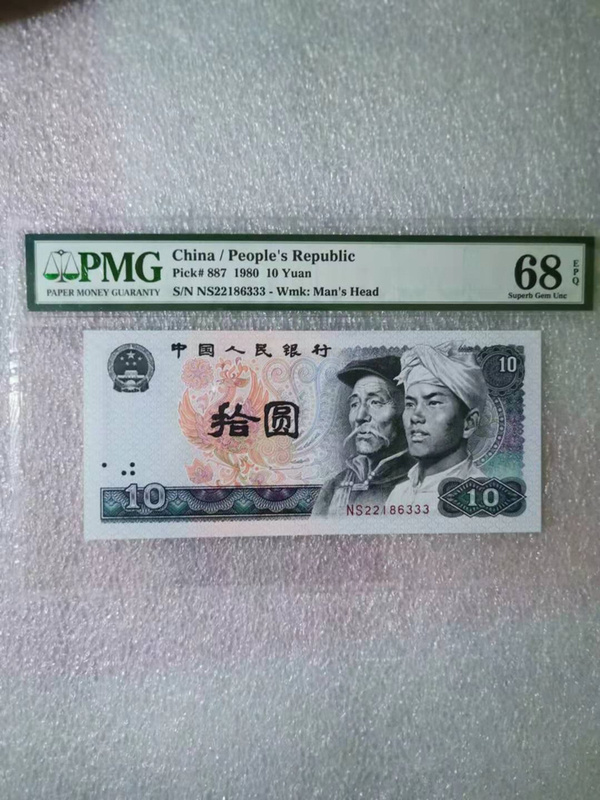 PMG
PAPER MONEY GUARANTY
China / People's Republic
Pick# 887 1980 10 Yuan
S/N NS22186333 - Wmk: Man's Head
68
EPQ
Superb Gem Unc
中国人民银行
10
拾圆
NS22186333
10
10